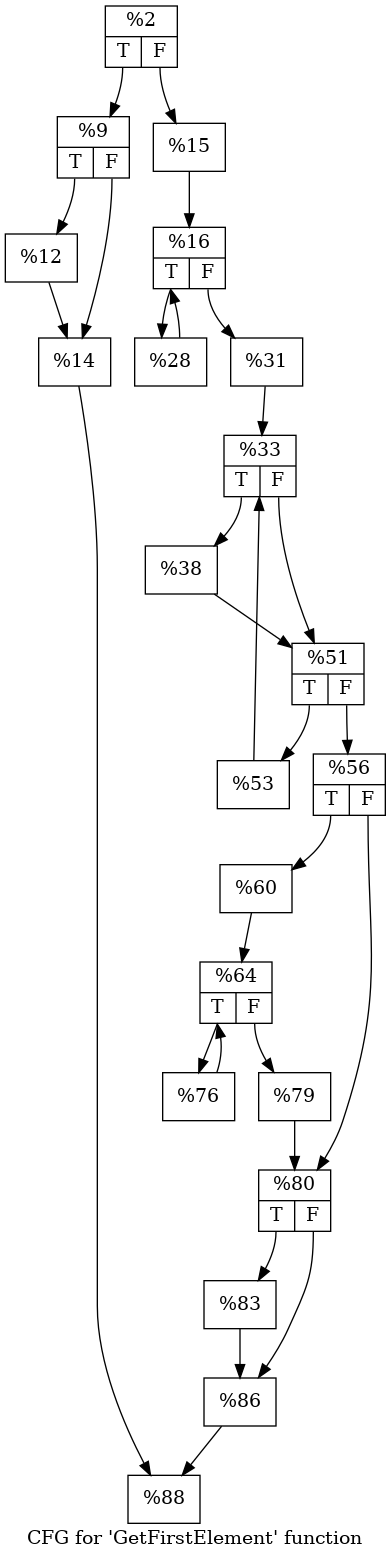 %2
T F
%9
T F
%15
%12
%16
T F
%14
%28
%31
%33
T F
%38
%51
T F
%53
%56
T F
%60
%64
T F
%76
%79
%80
T F
%83
%86
%88
CFG for 'GetFirstElement' function